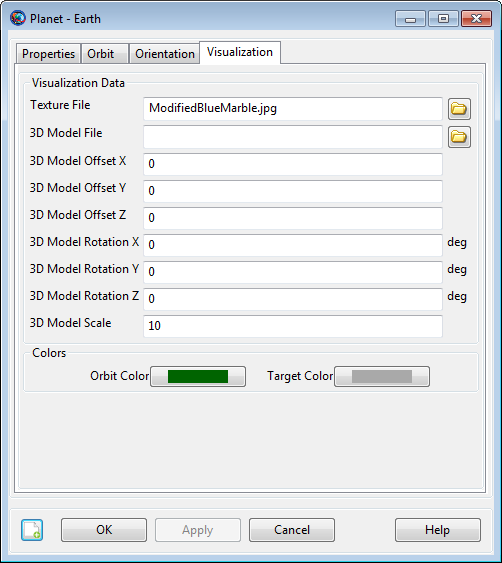 Planet - Earth
Properties Orbit Orientation Visualization
Visualization Data
Texture File ModifiedBlueMarble.jpg
3D Model File
3D Model Offset X 0
3D Model Offset Y 0
3D Model Offset Z 0
3D Model Rotation X 0 deg
3D Model Rotation Y 0 deg
3D Model Rotation Z 0 deg
3D Model Scale 10
Colors
Orbit Color Target Color
OK Apply Cancel Help